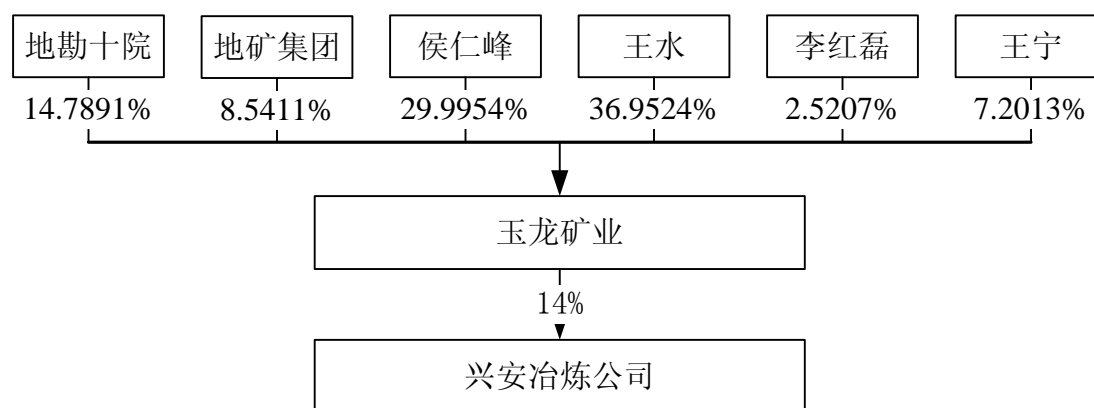 地勘十院 地矿集团 侯仁峰 王水 李红磊 王宁
14.7891% 8.5411% 29.9954% 36.9524% 2.5207% 7.2013%
玉龙矿业
14%
兴安冶炼公司